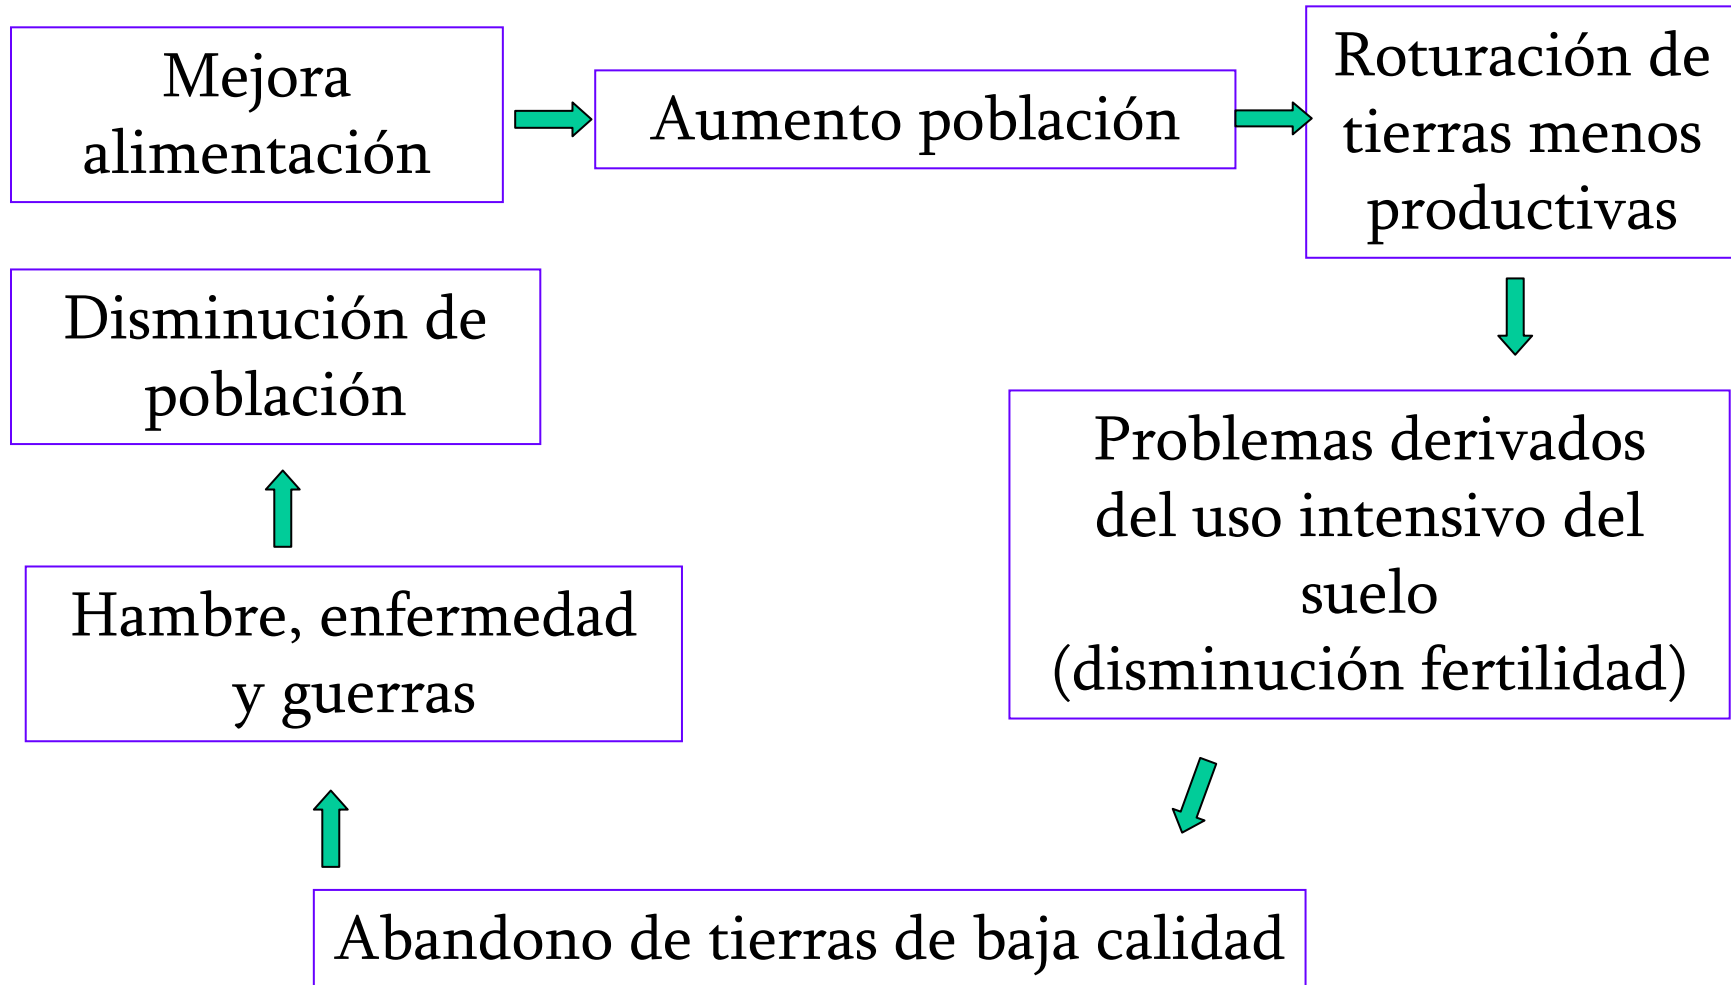 Mejora
alimentación
Aumento población
Roturación de
tierras menos
productivas
Problemas derivados
del uso intensivo del
suelo
(disminución fertilidad)
Abandono de tierras de baja calidad
Hambre, enfermedad
y guerras
Disminución de
población